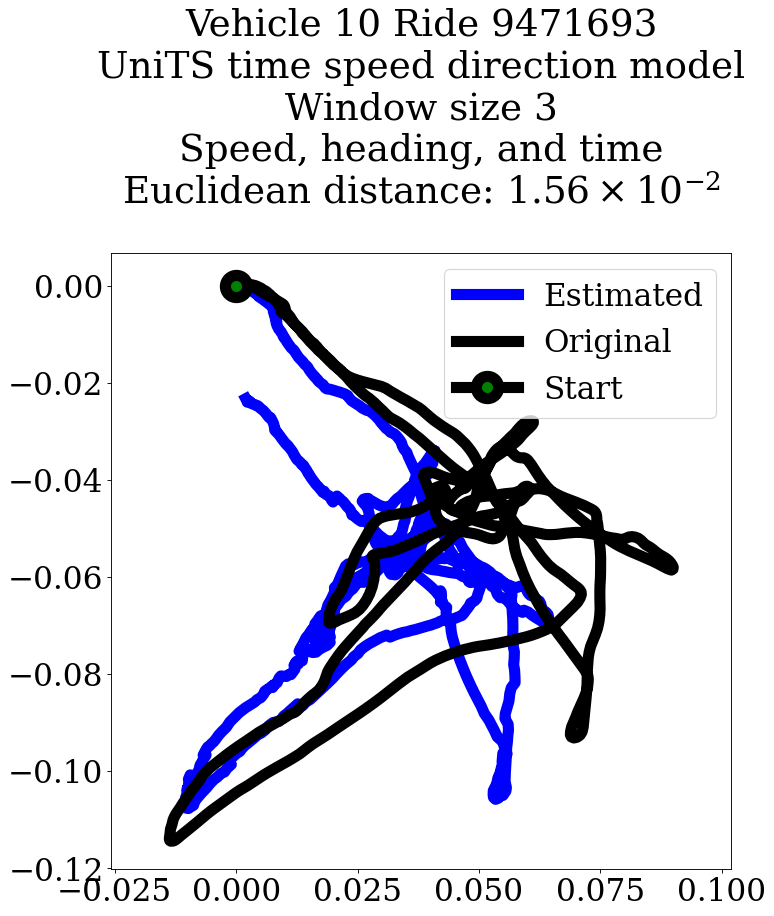 Vehicle 10 Ride 9471693
UniTS time speed direction model
Window size 3
Speed, heading, and time
Euclidean distance: 1.56 × 10⁻²
Estimated
Original
Start
0.00
−0.02
−0.04
−0.06
−0.08
−0.10
−0.12
−0.025 0.000 0.025 0.050 0.075 0.100